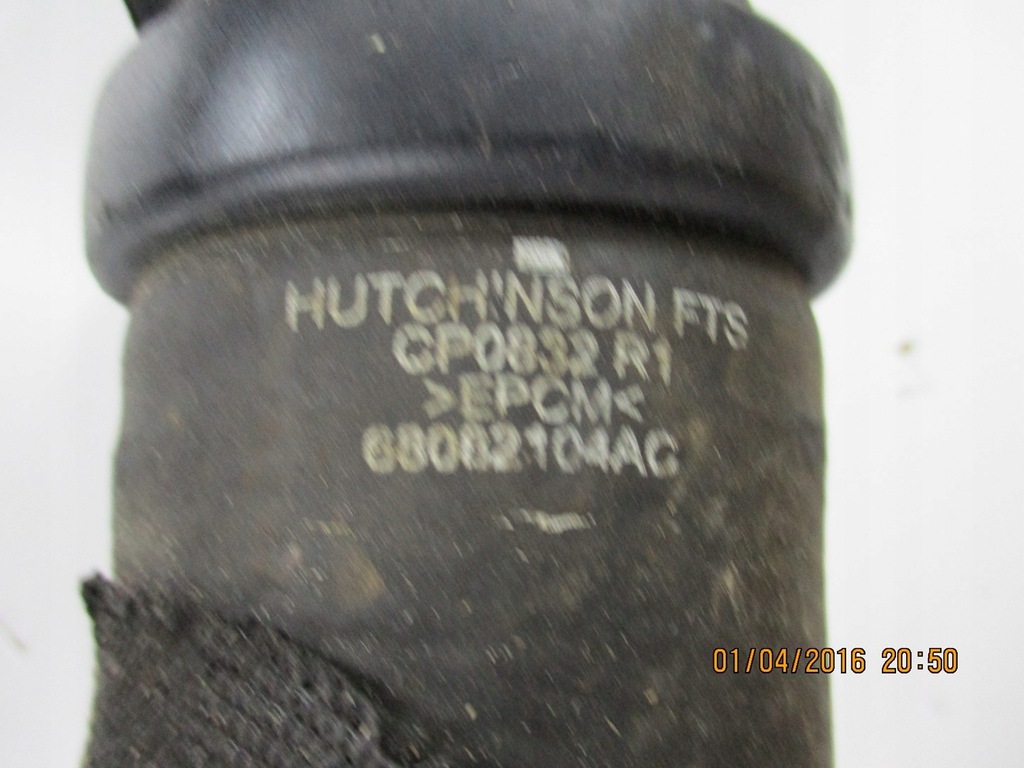 HUTCHINSON FTS
CP0832 R1
>EPCM<
68082104AC
01/04/2016 20:50